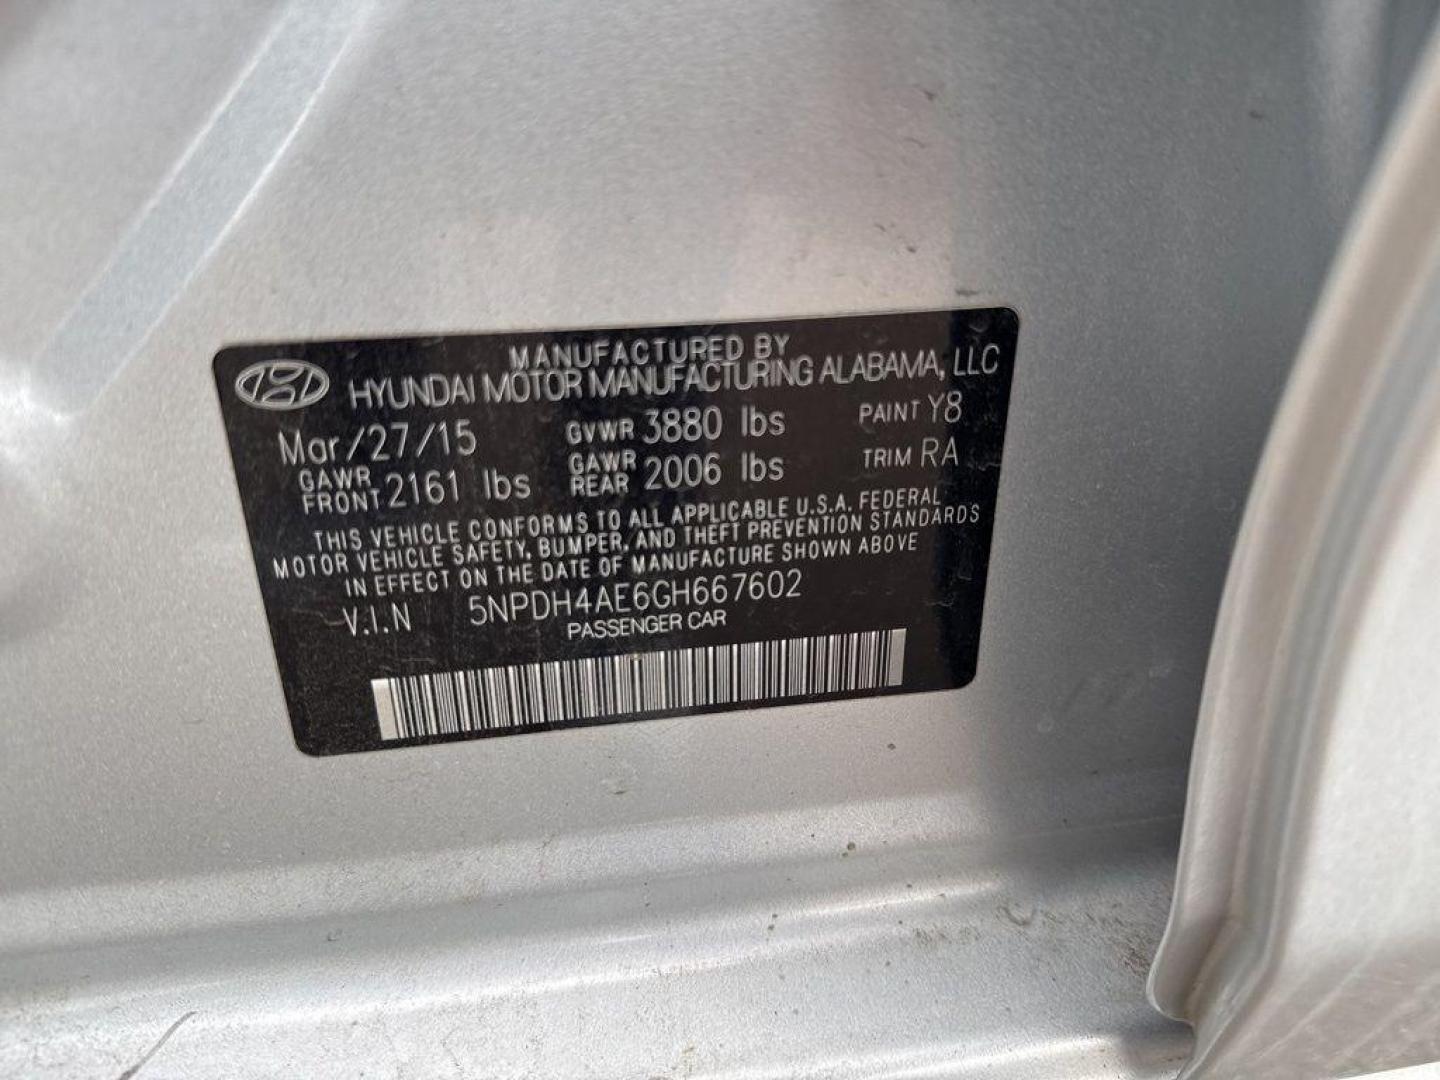 MANUFACTURED BY
HYUNDAI MOTOR MANUFACTURING ALABAMA, LLC
Mar/27/15 GVWR 3880 lbs PAINT Y8
GAWR FRONT 2161 lbs GAWR REAR 2006 lbs TRIM RA
THIS VEHICLE CONFORMS TO ALL APPLICABLE U.S.A. FEDERAL
MOTOR VEHICLE SAFETY, BUMPER, AND THEFT PREVENTION STANDARDS
IN EFFECT ON THE DATE OF MANUFACTURE SHOWN ABOVE
V.I.N 5NPDH4AE6GH667602
PASSENGER CAR